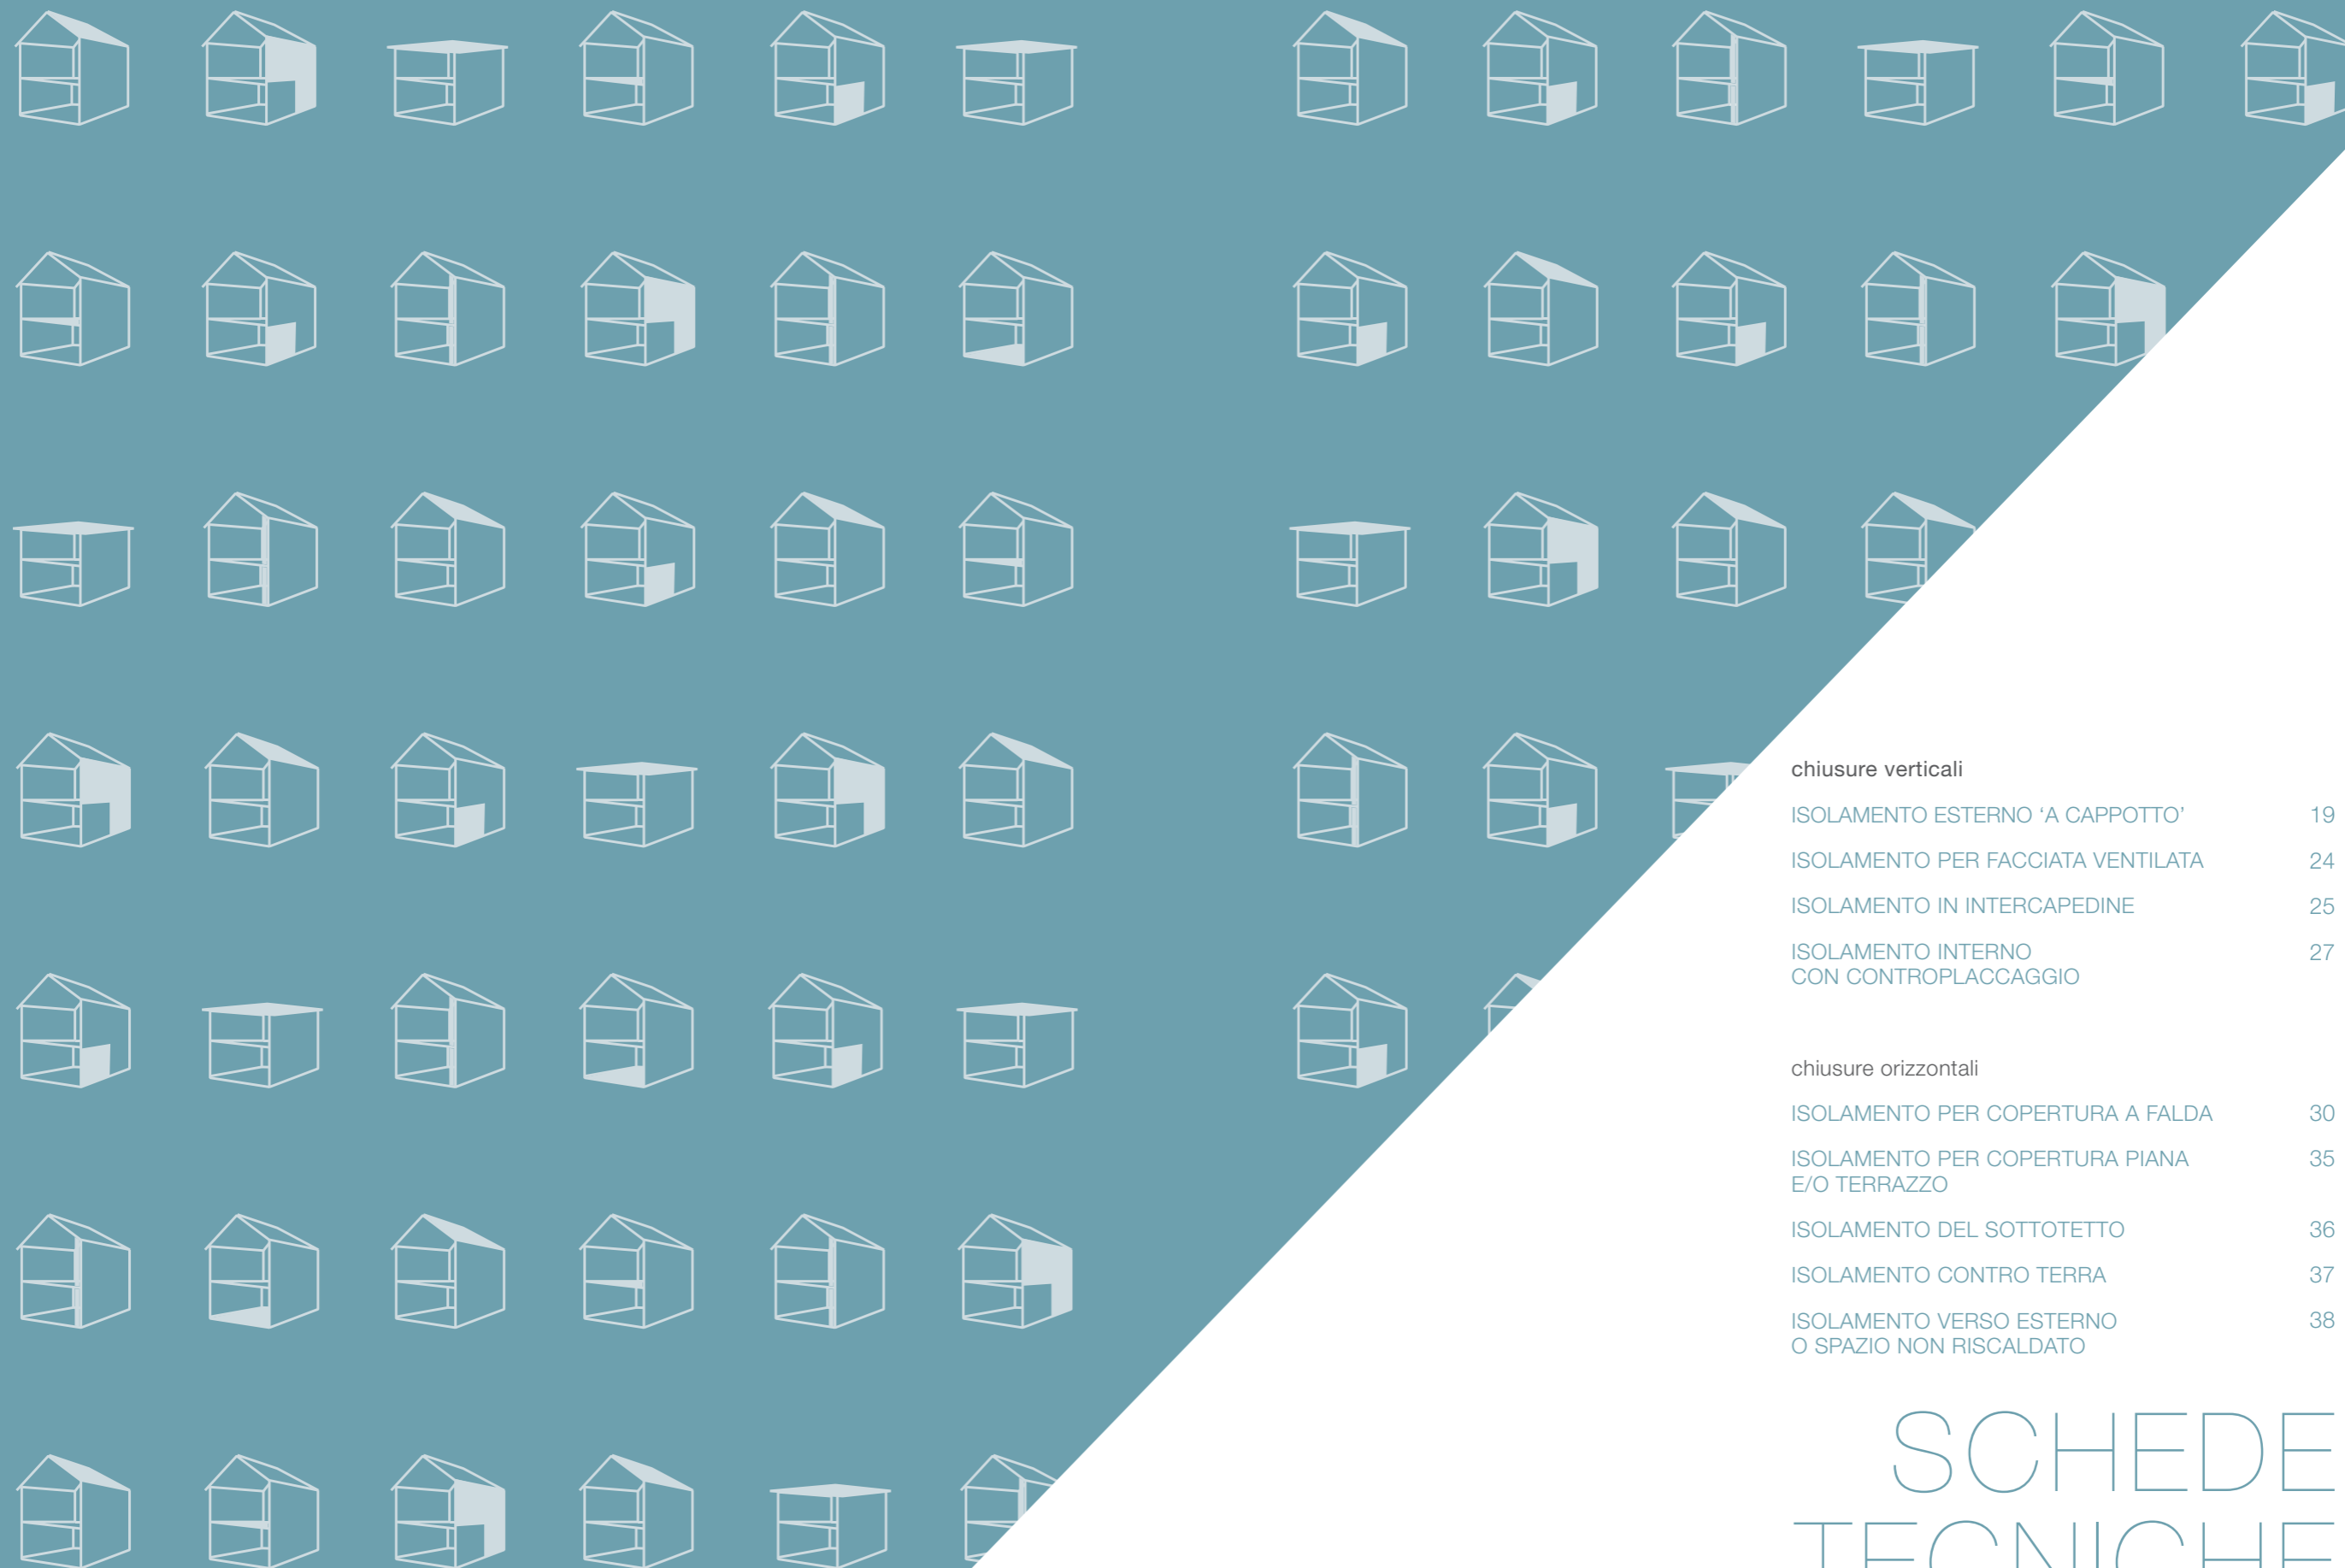 chiusure verticali
ISOLAMENTO ESTERNO ‘A CAPPOTTO’ 19
ISOLAMENTO PER FACCIATA VENTILATA 24
ISOLAMENTO IN INTERCAPEDINE 25
ISOLAMENTO INTERNO 27
CON CONTROPLACCAGGIO
chiusure orizzontali
ISOLAMENTO PER COPERTURA A FALDA 30
ISOLAMENTO PER COPERTURA PIANA 35
E/O TERRAZZO
ISOLAMENTO DEL SOTTOTETTO 36
ISOLAMENTO CONTRO TERRA 37
ISOLAMENTO VERSO ESTERNO 38
O SPAZIO NON RISCALDATO
SCHEDE
TECNICHE